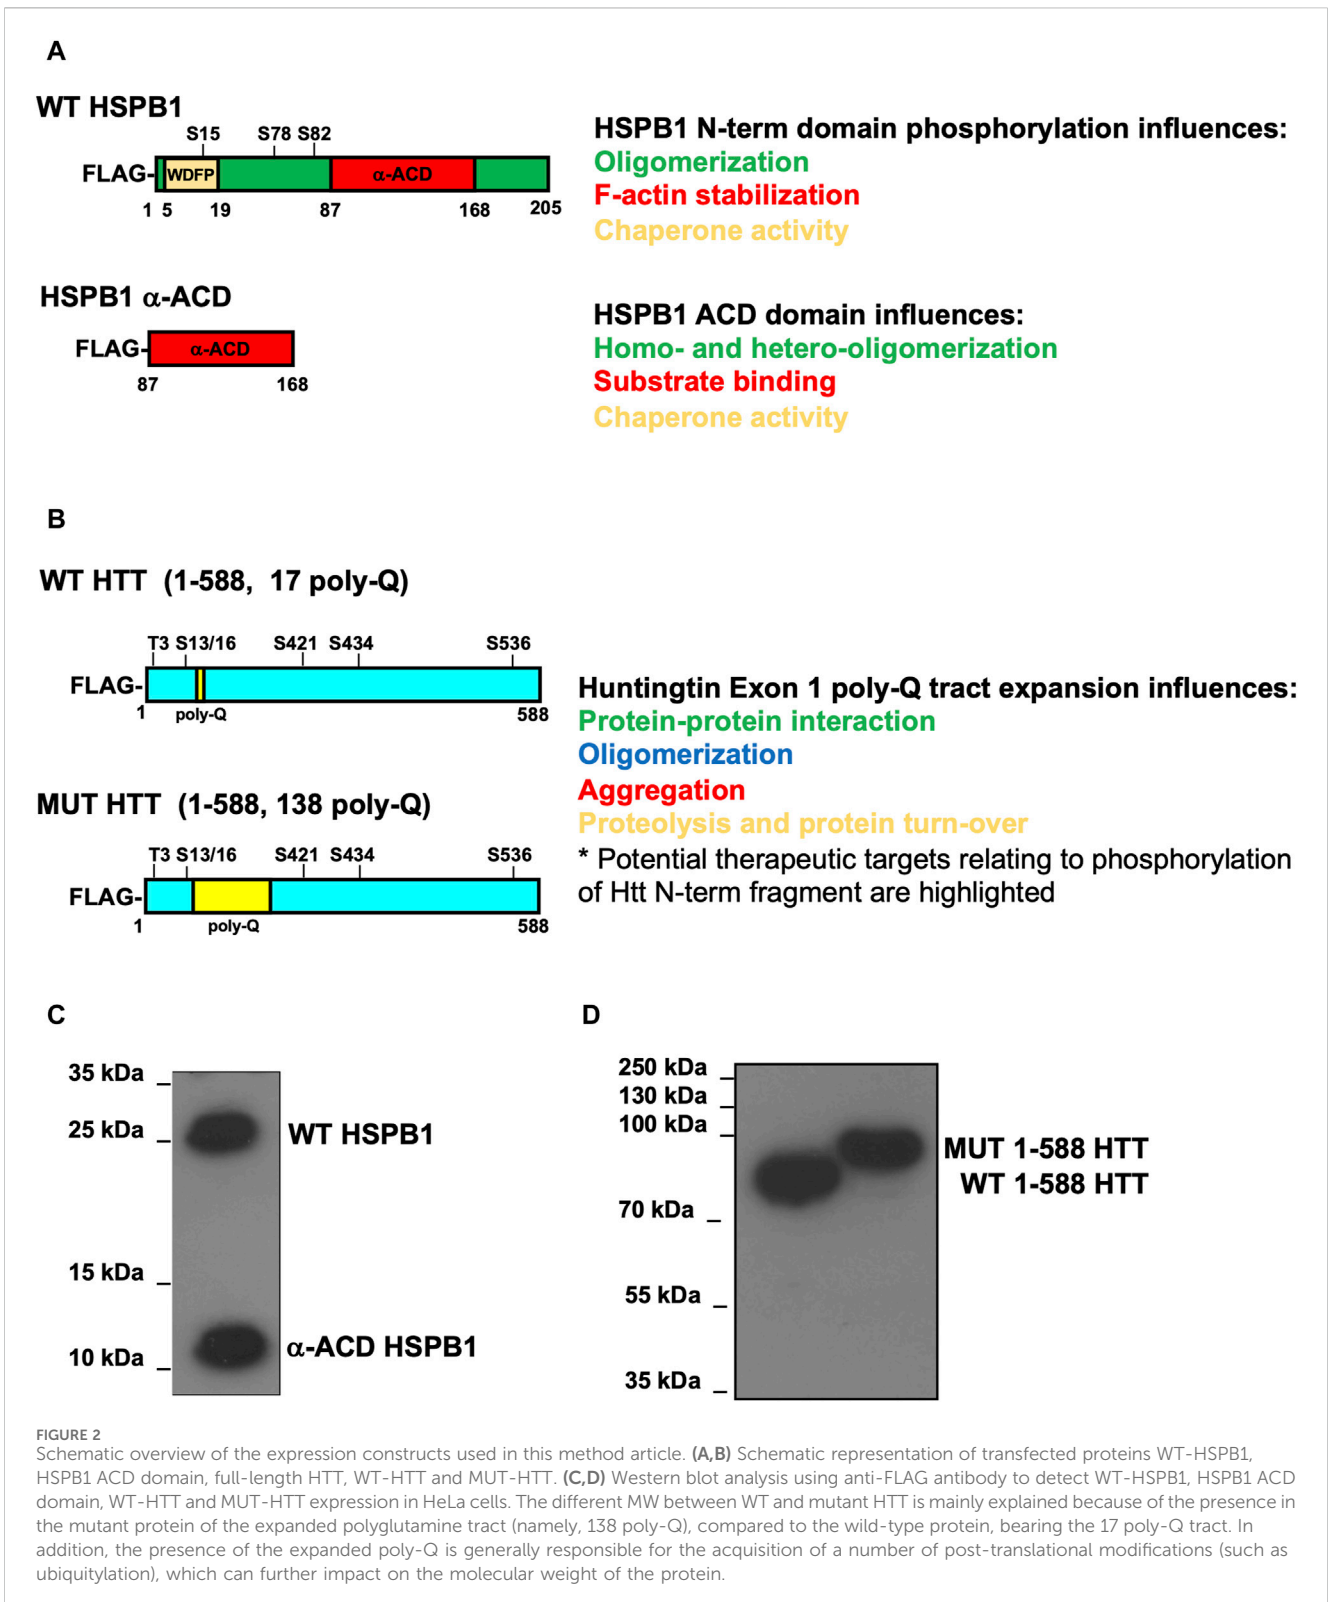 A
WT HSPB1
S15 S78 S82
FLAG- WDFP α-ACD
1 5 19 87 168 205
HSPB1 N-term domain phosphorylation influences:
Oligomerization
F-actin stabilization
Chaperone activity
HSPB1 α-ACD
FLAG- α-ACD
87 168
HSPB1 ACD domain influences:
Homo- and hetero-oligomerization
Substrate binding
Chaperone activity
B
WT HTT (1-588, 17 poly-Q)
T3 S13/16 S421 S434 S536
FLAG-
1 poly-Q 588
MUT HTT (1-588, 138 poly-Q)
T3 S13/16 S421 S434 S536
FLAG-
1 poly-Q 588
Huntingtin Exon 1 poly-Q tract expansion influences:
Protein-protein interaction
Oligomerization
Aggregation
Proteolysis and protein turn-over
* Potential therapeutic targets relating to phosphorylation
of Htt N-term fragment are highlighted
C
35 kDa
25 kDa
WT HSPB1
15 kDa
10 kDa
α-ACD HSPB1
D
250 kDa
130 kDa
100 kDa
MUT 1-588 HTT
WT 1-588 HTT
70 kDa
55 kDa
35 kDa
FIGURE 2
Schematic overview of the expression constructs used in this method article. (A,B) Schematic representation of transfected proteins WT-HSPB1,
HSPB1 ACD domain, full-length HTT, WT-HTT and MUT-HTT. (C,D) Western blot analysis using anti-FLAG antibody to detect WT-HSPB1, HSPB1 ACD
domain, WT-HTT and MUT-HTT expression in HeLa cells. The different MW between WT and mutant HTT is mainly explained because of the presence in
the mutant protein of the expanded polyglutamine tract (namely, 138 poly-Q), compared to the wild-type protein, bearing the 17 poly-Q tract. In
addition, the presence of the expanded poly-Q is generally responsible for the acquisition of a number of post-translational modifications (such as
ubiquitylation), which can further impact on the molecular weight of the protein.